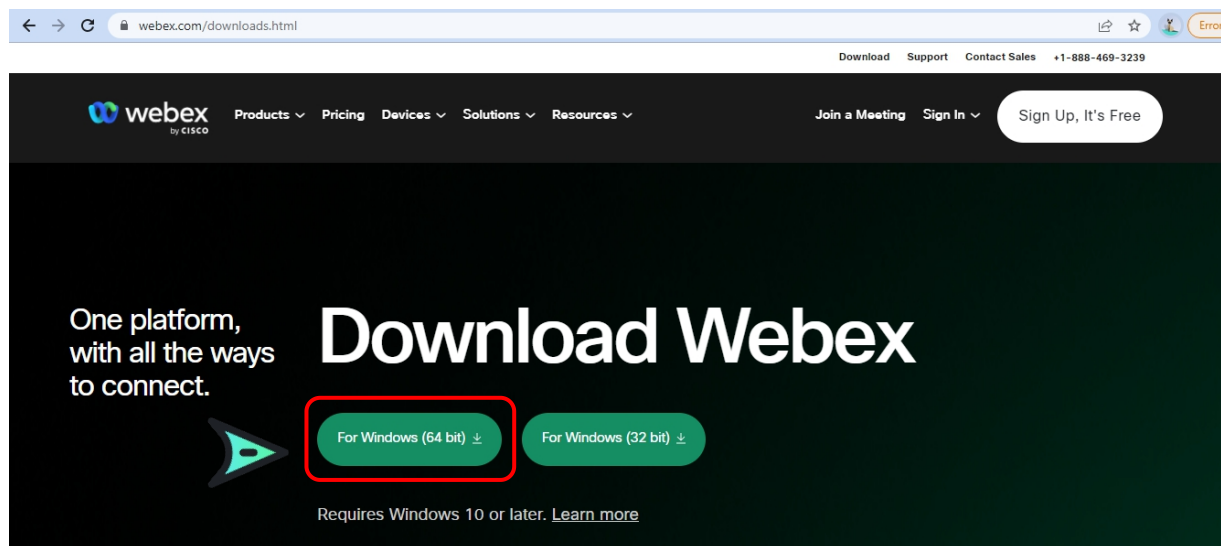 webex.com/downloads.html
Error
Download Support Contact Sales +1-888-469-3239
webex
by CISCO
Products Pricing Devices Solutions Resources
Join a Meeting Sign In Sign Up, It's Free
One platform,
with all the ways
to connect.
Download Webex
For Windows (64 bit) For Windows (32 bit)
Requires Windows 10 or later. Learn more